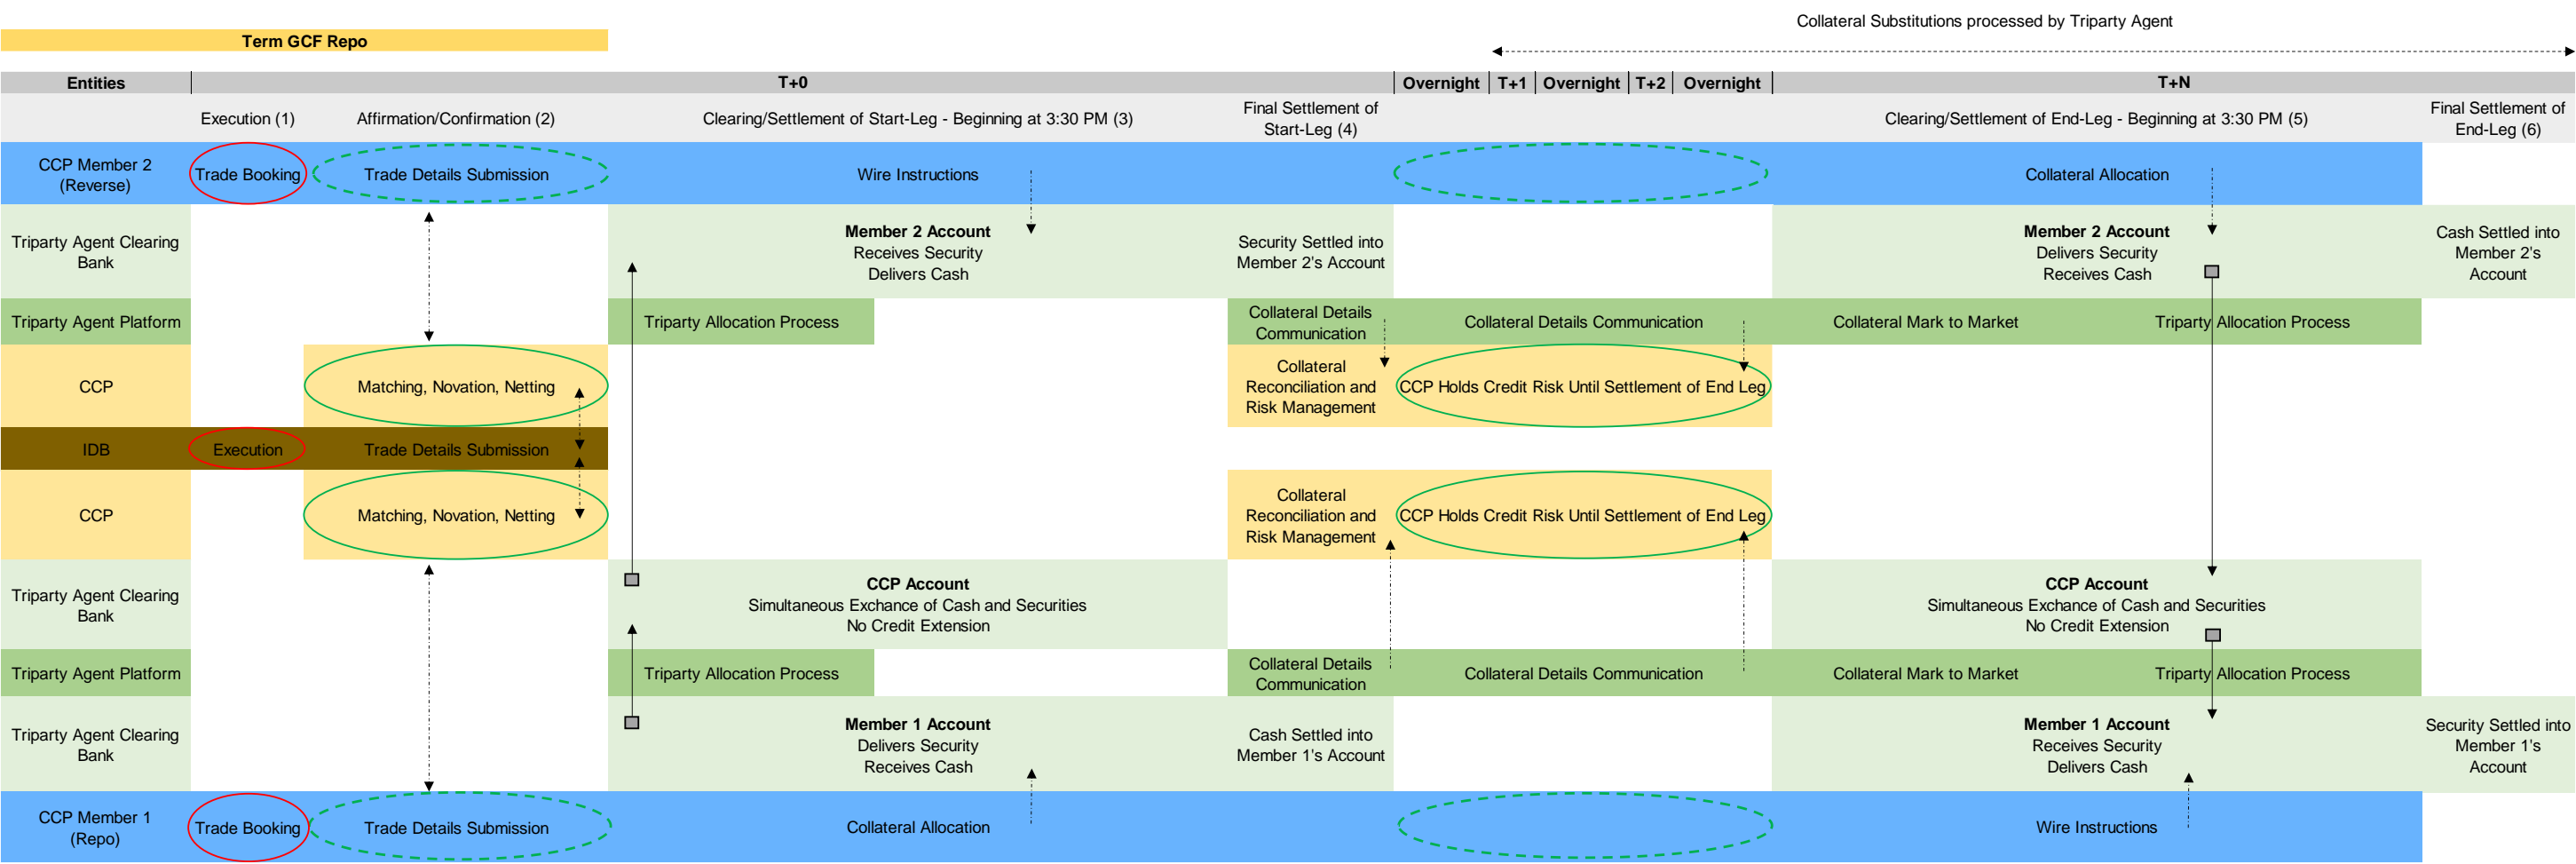 Collateral Substitutions processed by Triparty Agent
Term GCF Repo
Entities
T+0
Overnight
T+1
Overnight
T+2
Overnight
T+N
Execution (1)
Affirmation/Confirmation (2)
Clearing/Settlement of Start-Leg - Beginning at 3:30 PM (3)
Final Settlement of
Start-Leg (4)
Clearing/Settlement of End-Leg - Beginning at 3:30 PM (5)
Final Settlement of
End-Leg (6)
CCP Member 2
(Reverse)
Trade Booking
Trade Details Submission
Wire Instructions
Collateral Allocation
Triparty Agent Clearing
Bank
Member 2 Account
Receives Security
Delivers Cash
Security Settled into
Member 2's Account
Member 2 Account
Delivers Security
Receives Cash
Cash Settled into
Member 2's
Account
Triparty Agent Platform
Triparty Allocation Process
Collateral Details
Communication
Collateral Details Communication
Collateral Mark to Market
Triparty Allocation Process
CCP
Matching, Novation, Netting
Collateral
Reconciliation and
Risk Management
CCP Holds Credit Risk Until Settlement of End Leg
IDB
Execution
Trade Details Submission
CCP
Matching, Novation, Netting
Collateral
Reconciliation and
Risk Management
CCP Holds Credit Risk Until Settlement of End Leg
Triparty Agent Clearing
Bank
CCP Account
Simultaneous Exchance of Cash and Securities
No Credit Extension
CCP Account
Simultaneous Exchance of Cash and Securities
No Credit Extension
Triparty Agent Platform
Triparty Allocation Process
Collateral Details
Communication
Collateral Details Communication
Collateral Mark to Market
Triparty Allocation Process
Triparty Agent Clearing
Bank
Member 1 Account
Delivers Security
Receives Cash
Cash Settled into
Member 1's Account
Member 1 Account
Receives Security
Delivers Cash
Security Settled into
Member 1's
Account
CCP Member 1
(Repo)
Trade Booking
Trade Details Submission
Collateral Allocation
Wire Instructions